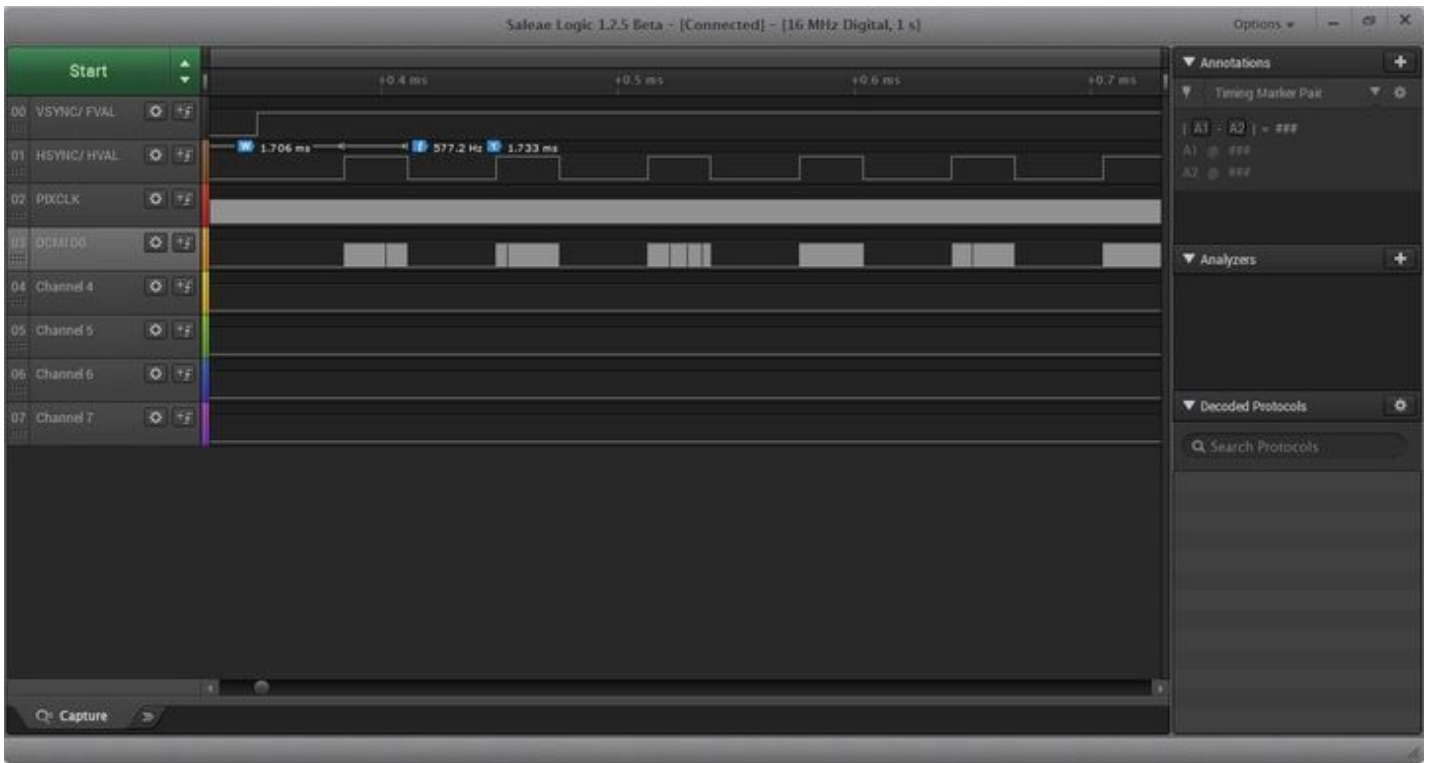 Saleae Logic 1.2.5 Beta - [Connected] - [16 MHz Digital, 1 s]
Options
Start
+0.4 ms
+0.5 ms
+0.6 ms
+0.7 ms
00 VSYNC/ FVAL
01 HSYNC/ HVAL
W 1.706 ms
f 577.2 Hz
T 1.733 ms
02 PIXCLK
03 DCMI D0
04 Channel 4
05 Channel 5
06 Channel 6
07 Channel 7
Capture
Annotations
Timing Marker Pair
| A1 - A2 | = ###
A1 @ ###
A2 @ ###
Analyzers
Decoded Protocols
Search Protocols